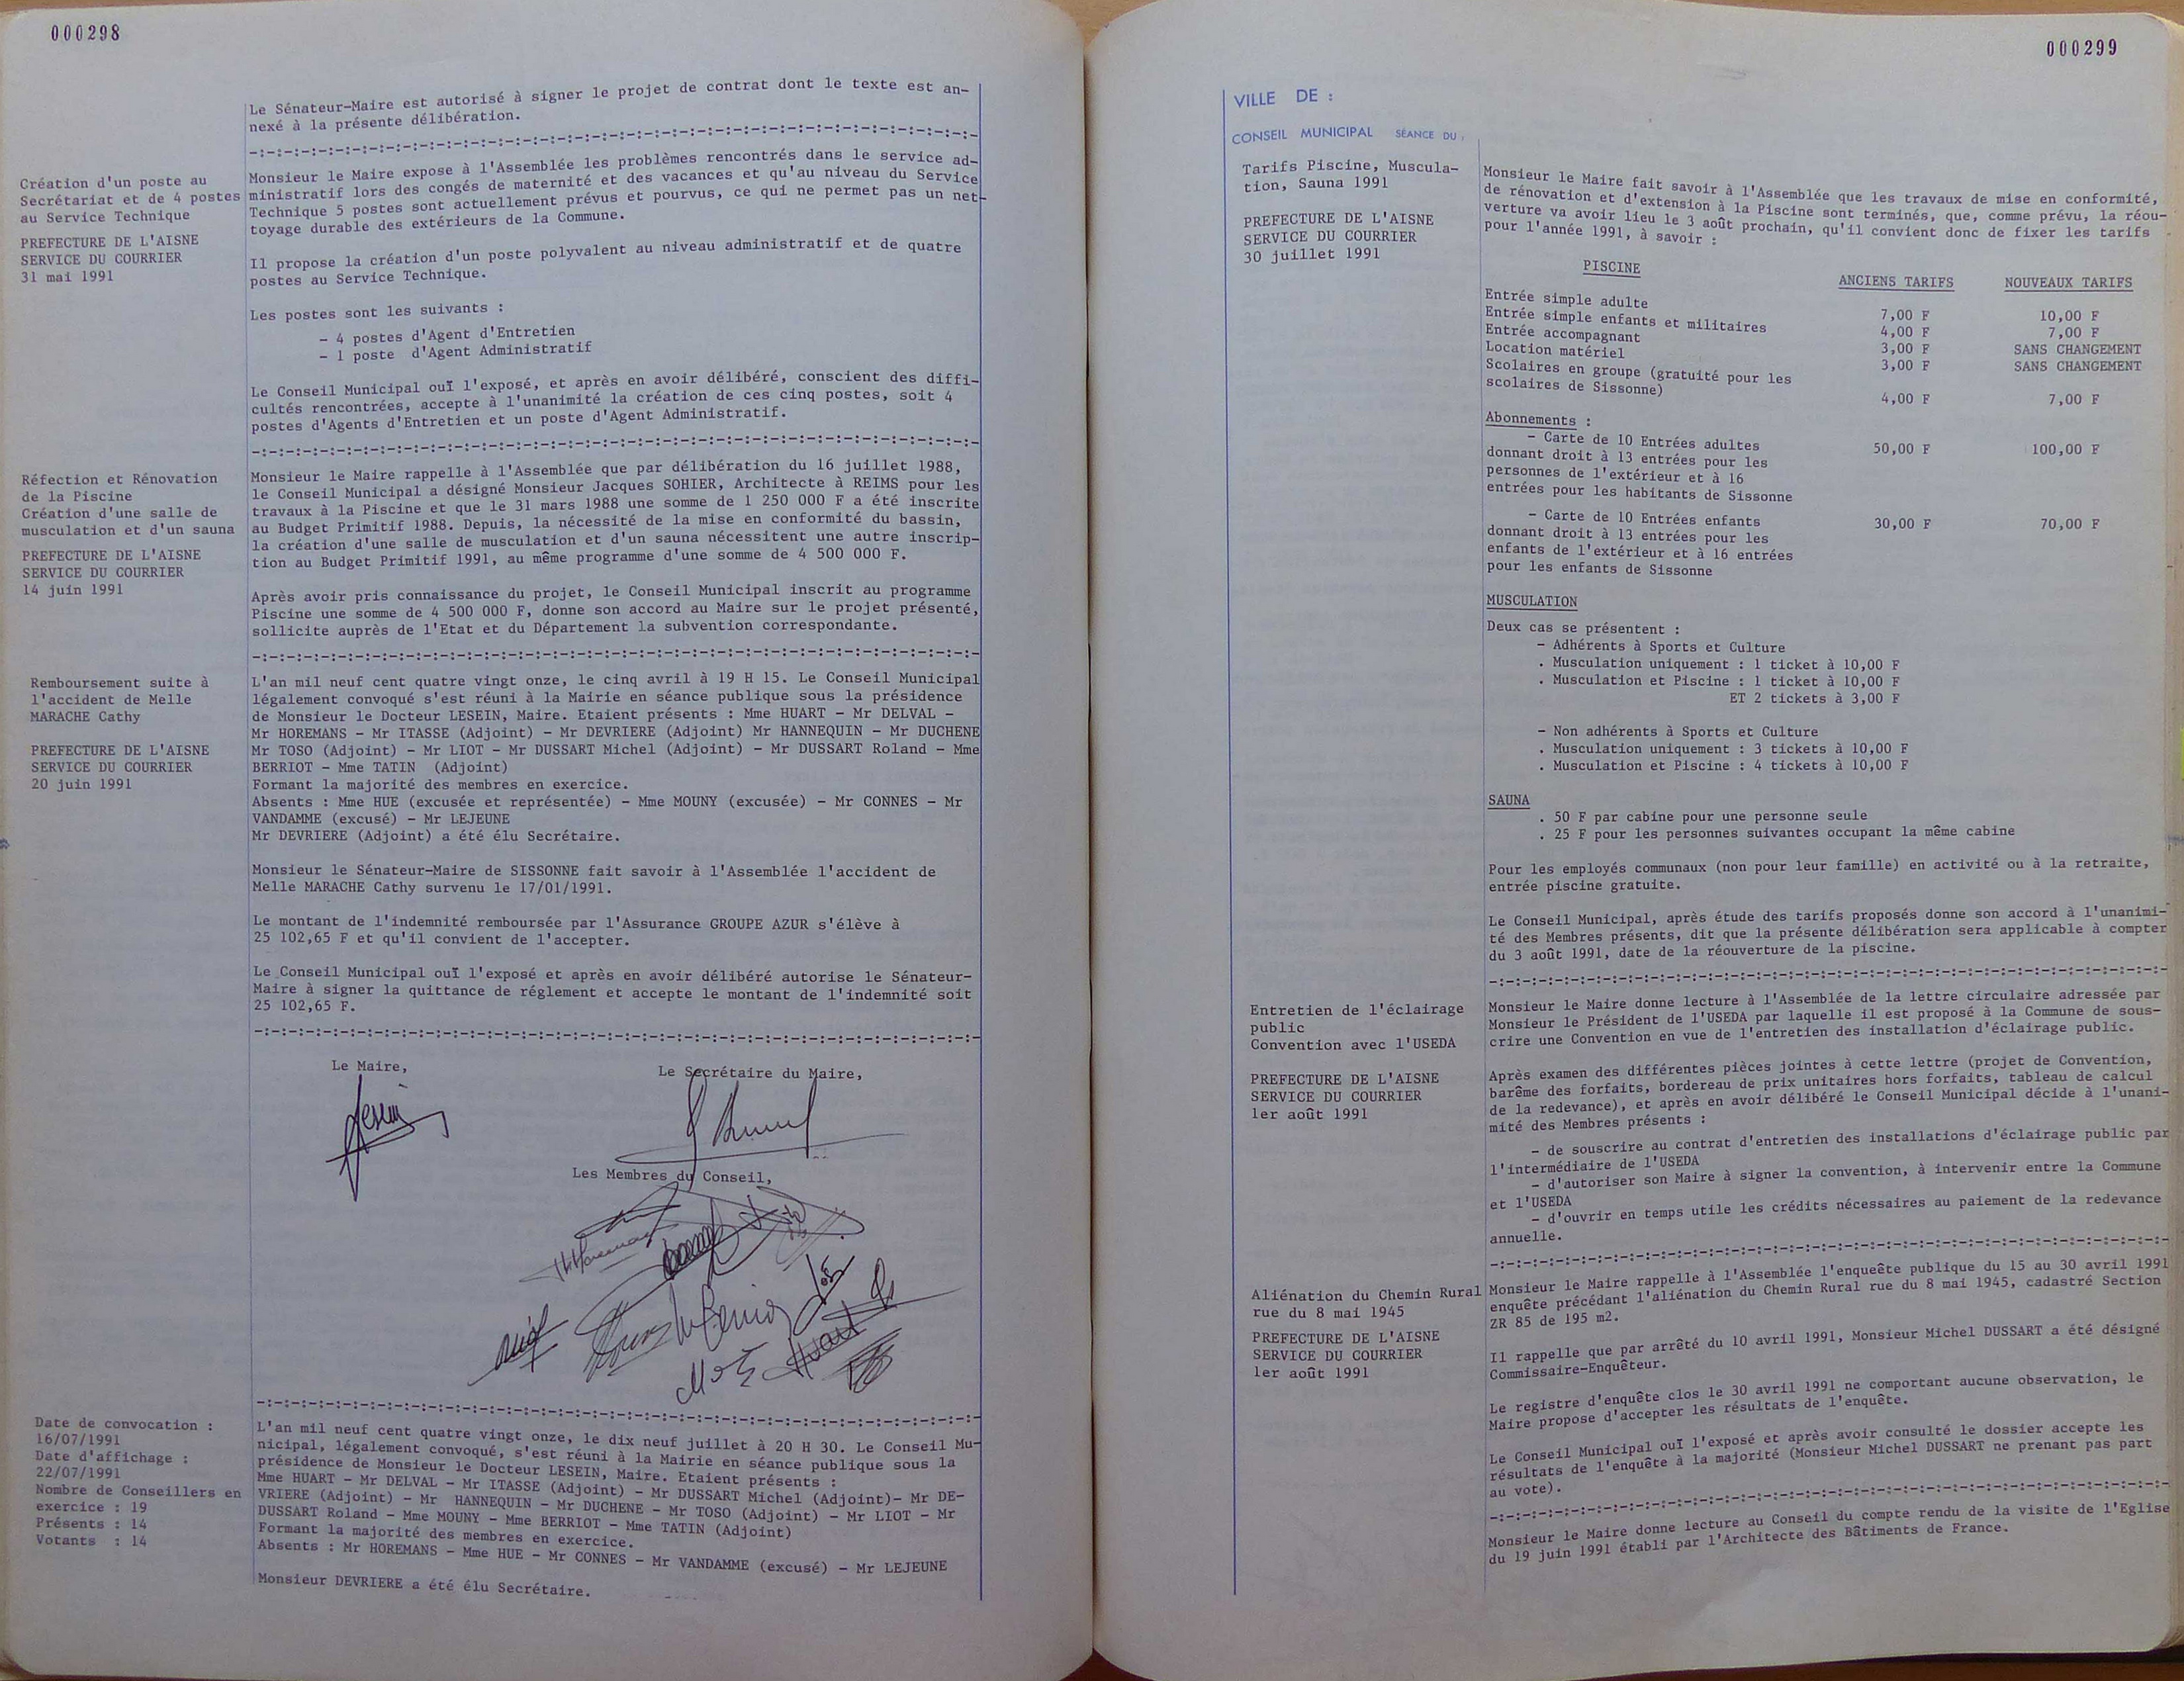 000298
Le Sénateur-Maire est autorisé à signer le projet de contrat dont le texte est an-
nexé à la présente délibération.
-:-:-:-:-:-:-:-:-:-:-:-:-:-:-:-:-:-:-:-:-:-:-:-:-:-:-:-:-:-:-:-:-:-:-:-:-:-:-:-
Création d'un poste au
Secrétariat et de 4 postes
au Service Technique
PREFECTURE DE L'AISNE
SERVICE DU COURRIER
31 mai 1991
Monsieur le Maire expose à l'Assemblée les problèmes rencontrés dans le service ad-
ministratif lors des congés de maternité et des vacances et qu'au niveau du Service
Technique 5 postes sont actuellement prévus et pourvus, ce qui ne permet pas un net-
toyage durable des extérieurs de la Commune.
Il propose la création d'un poste polyvalent au niveau administratif et de quatre
postes au Service Technique.
Les postes sont les suivants :
- 4 postes d'Agent d'Entretien
- 1 poste d'Agent Administratif
Le Conseil Municipal ouï l'exposé, et après en avoir délibéré, conscient des diffi-
cultés rencontrées, accepte à l'unanimité la création de ces cinq postes, soit 4
postes d'Agents d'Entretien et un poste d'Agent Administratif.
-:-:-:-:-:-:-:-:-:-:-:-:-:-:-:-:-:-:-:-:-:-:-:-:-:-:-:-:-:-:-:-:-:-:-:-:-:-:-:-
Réfection et Rénovation
de la Piscine
Création d'une salle de
musculation et d'un sauna
PREFECTURE DE L'AISNE
SERVICE DU COURRIER
14 juin 1991
Monsieur le Maire rappelle à l'Assemblée que par délibération du 16 juillet 1988,
le Conseil Municipal a désigné Monsieur Jacques SOHIER, Architecte à REIMS pour les
travaux à la Piscine et que le 31 mars 1988 une somme de 1 250 000 F a été inscrite
au Budget Primitif 1988. Depuis, la nécessité de la mise en conformité du bassin,
la création d'une salle de musculation et d'un sauna nécessitent une autre inscrip-
tion au Budget Primitif 1991, au même programme d'une somme de 4 500 000 F.
Après avoir pris connaissance du projet, le Conseil Municipal inscrit au programme
Piscine une somme de 4 500 000 F, donne son accord au Maire sur le projet présenté,
sollicite auprès de l'Etat et du Département la subvention correspondante.
-:-:-:-:-:-:-:-:-:-:-:-:-:-:-:-:-:-:-:-:-:-:-:-:-:-:-:-:-:-:-:-:-:-:-:-:-:-:-:-
Remboursement suite à
l'accident de Melle
MARACHE Cathy
PREFECTURE DE L'AISNE
SERVICE DU COURRIER
20 juin 1991
L'an mil neuf cent quatre vingt onze, le cinq avril à 19 H 15. Le Conseil Municipal
légalement convoqué s'est réuni à la Mairie en séance publique sous la présidence
de Monsieur le Docteur LESEIN, Maire. Etaient présents : Mme HUART - Mr DELVAL -
Mr HOREMANS - Mr ITASSE (Adjoint) - Mr DEVRIERE (Adjoint) Mr HANNEQUIN - Mr DUCHENE
Mr TOSO (Adjoint) - Mr LIOT - Mr DUSSART Michel (Adjoint) - Mr DUSSART Roland - Mme
BERRIOT - Mme TATIN (Adjoint)
Formant la majorité des membres en exercice.
Absents : Mme HUE (excusée et représentée) - Mme MOUNY (excusée) - Mr CONNES - Mr
VANDAMME (excusé) - Mr LEJEUNE
Mr DEVRIERE (Adjoint) a été élu Secrétaire.
Monsieur le Sénateur-Maire de SISSONNE fait savoir à l'Assemblée l'accident de
Melle MARACHE Cathy survenu le 17/01/1991.
Le montant de l'indemnité remboursée par l'Assurance GROUPE AZUR s'élève à
25 102,65 F et qu'il convient de l'accepter.
Le Conseil Municipal ouï l'exposé et après en avoir délibéré autorise le Sénateur-
Maire à signer la quittance de réglement et accepte le montant de l'indemnité soit
25 102,65 F.
-:-:-:-:-:-:-:-:-:-:-:-:-:-:-:-:-:-:-:-:-:-:-:-:-:-:-:-:-:-:-:-:-:-:-:-:-:-:-:-
Le Maire,
Le Secrétaire du Maire,
Les Membres du Conseil,
-:-:-:-:-:-:-:-:-:-:-:-:-:-:-:-:-:-:-:-:-:-:-:-:-:-:-:-:-:-:-:-:-:-:-:-:-:-:-:-
Date de convocation :
16/07/1991
Date d'affichage :
22/07/1991
Nombre de Conseillers en
exercice : 19
Présents : 14
Votants : 14
L'an mil neuf cent quatre vingt onze, le dix neuf juillet à 20 H 30. Le Conseil Mu-
nicipal, légalement convoqué, s'est réuni à la Mairie en séance publique sous la
présidence de Monsieur le Docteur LESEIN, Maire. Etaient présents :
Mme HUART - Mr DELVAL - Mr ITASSE (Adjoint) - Mr DUSSART Michel (Adjoint)- Mr DE-
VRIERE (Adjoint) - Mr HANNEQUIN - Mr DUCHENE - Mr TOSO (Adjoint) - Mr LIOT - Mr
DUSSART Roland - Mme MOUNY - Mme BERRIOT - Mme TATIN (Adjoint)
Formant la majorité des membres en exercice.
Absents : Mr HOREMANS - Mme HUE - Mr CONNES - Mr VANDAMME (excusé) - Mr LEJEUNE
Monsieur DEVRIERE a été élu Secrétaire.
000299
VILLE DE :
CONSEIL MUNICIPAL SÉANCE DU :
Tarifs Piscine, Muscula-
tion, Sauna 1991
PREFECTURE DE L'AISNE
SERVICE DU COURRIER
30 juillet 1991
Monsieur le Maire fait savoir à l'Assemblée que les travaux de mise en conformité,
de rénovation et d'extension à la Piscine sont terminés, que, comme prévu, la réou-
verture va avoir lieu le 3 août prochain, qu'il convient donc de fixer les tarifs
pour l'année 1991, à savoir :
PISCINE ANCIENS TARIFS NOUVEAUX TARIFS
Entrée simple adulte 7,00 F 10,00 F
Entrée simple enfants et militaires 4,00 F 7,00 F
Entrée accompagnant 3,00 F SANS CHANGEMENT
Location matériel 3,00 F SANS CHANGEMENT
Scolaires en groupe (gratuité pour les
scolaires de Sissonne) 4,00 F 7,00 F
Abonnements :
- Carte de 10 Entrées adultes 50,00 F 100,00 F
donnant droit à 13 entrées pour les
personnes de l'extérieur et à 16
entrées pour les habitants de Sissonne
- Carte de 10 Entrées enfants 30,00 F 70,00 F
donnant droit à 13 entrées pour les
enfants de l'extérieur et à 16 entrées
pour les enfants de Sissonne
MUSCULATION
Deux cas se présentent :
- Adhérents à Sports et Culture
. Musculation uniquement : 1 ticket à 10,00 F
. Musculation et Piscine : 1 ticket à 10,00 F
ET 2 tickets à 3,00 F
- Non adhérents à Sports et Culture
. Musculation uniquement : 3 tickets à 10,00 F
. Musculation et Piscine : 4 tickets à 10,00 F
SAUNA
. 50 F par cabine pour une personne seule
. 25 F pour les personnes suivantes occupant la même cabine
Pour les employés communaux (non pour leur famille) en activité ou à la retraite,
entrée piscine gratuite.
Le Conseil Municipal, après étude des tarifs proposés donne son accord à l'unanimi-
té des Membres présents, dit que la présente délibération sera applicable à compter
du 3 août 1991, date de la réouverture de la piscine.
-:-:-:-:-:-:-:-:-:-:-:-:-:-:-:-:-:-:-:-:-:-:-:-:-:-:-:-:-:-:-:-:-:-:-:-:-:-:-:-
Entretien de l'éclairage
public
Convention avec l'USEDA
PREFECTURE DE L'AISNE
SERVICE DU COURRIER
1er août 1991
Monsieur le Maire donne lecture à l'Assemblée de la lettre circulaire adressée par
Monsieur le Président de l'USEDA par laquelle il est proposé à la Commune de sous-
crire une Convention en vue de l'entretien des installation d'éclairage public.
Après examen des différentes pièces jointes à cette lettre (projet de Convention,
barême des forfaits, bordereau de prix unitaires hors forfaits, tableau de calcul
de la redevance), et après en avoir délibéré le Conseil Municipal décide à l'unani-
mité des Membres présents :
- de souscrire au contrat d'entretien des installations d'éclairage public par
l'intermédiaire de l'USEDA
- d'autoriser son Maire à signer la convention, à intervenir entre la Commune
et l'USEDA
- d'ouvrir en temps utile les crédits nécessaires au paiement de la redevance
annuelle.
-:-:-:-:-:-:-:-:-:-:-:-:-:-:-:-:-:-:-:-:-:-:-:-:-:-:-:-:-:-:-:-:-:-:-:-:-:-:-:-
Aliénation du Chemin Rural
rue du 8 mai 1945
PREFECTURE DE L'AISNE
SERVICE DU COURRIER
1er août 1991
Monsieur le Maire rappelle à l'Assemblée l'enqueête publique du 15 au 30 avril 1991
enquête précédant l'aliénation du Chemin Rural rue du 8 mai 1945, cadastré Section
ZR 85 de 195 m2.
Il rappelle que par arrêté du 10 avril 1991, Monsieur Michel DUSSART a été désigné
Commissaire-Enquêteur.
Le registre d'enquête clos le 30 avril 1991 ne comportant aucune observation, le
Maire propose d'accepter les résultats de l'enquête.
Le Conseil Municipal ouï l'exposé et après avoir consulté le dossier accepte les
résultats de l'enquête à la majorité (Monsieur Michel DUSSART ne prenant pas part
au vote).
-:-:-:-:-:-:-:-:-:-:-:-:-:-:-:-:-:-:-:-:-:-:-:-:-:-:-:-:-:-:-:-:-:-:-:-:-:-:-:-
Monsieur le Maire donne lecture au Conseil du compte rendu de la visite de l'Eglise
du 19 juin 1991 établi par l'Architecte des Bâtiments de France.